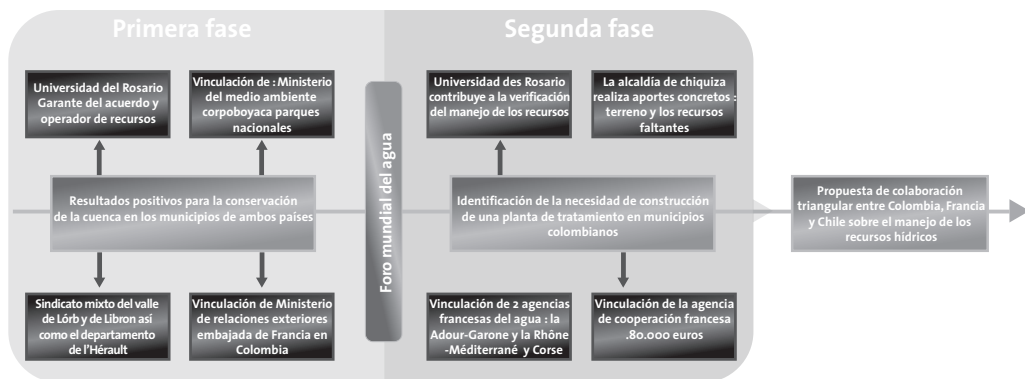 Primera fase
Universidad del Rosario
Garante del acuerdo y
operador de recursos
Vinculación de : Ministerio
del medio ambiente
corpoboyaca parques
nacionales
Resultados positivos para la conservación
de la cuenca en los municipios de ambos países
Sindicato mixto del valle
de Lórb y de Libron así
como el departamento
de l'Hérault
Vinculación de Ministerio
de relaciones exteriores
embajada de Francia en
Colombia
Foro mundial del agua
Segunda fase
Universidad des Rosario
contribuye a la verificación
del manejo de los recursos
La alcaldía de chiquiza
realiza aportes concretos :
terreno y los recursos
faltantes
Identificación de la necesidad de construcción
de una planta de tratamiento en municipios
colombianos
Vinculación de 2 agencias
francesas del agua : la
Adour-Garone y la Rhône
-Méditerrané y Corse
Vinculación de la agencia
de cooperación francesa
.80.000 euros
Propuesta de colaboración
triangular entre Colombia, Francia
y Chile sobre el manejo de los
recursos hídricos